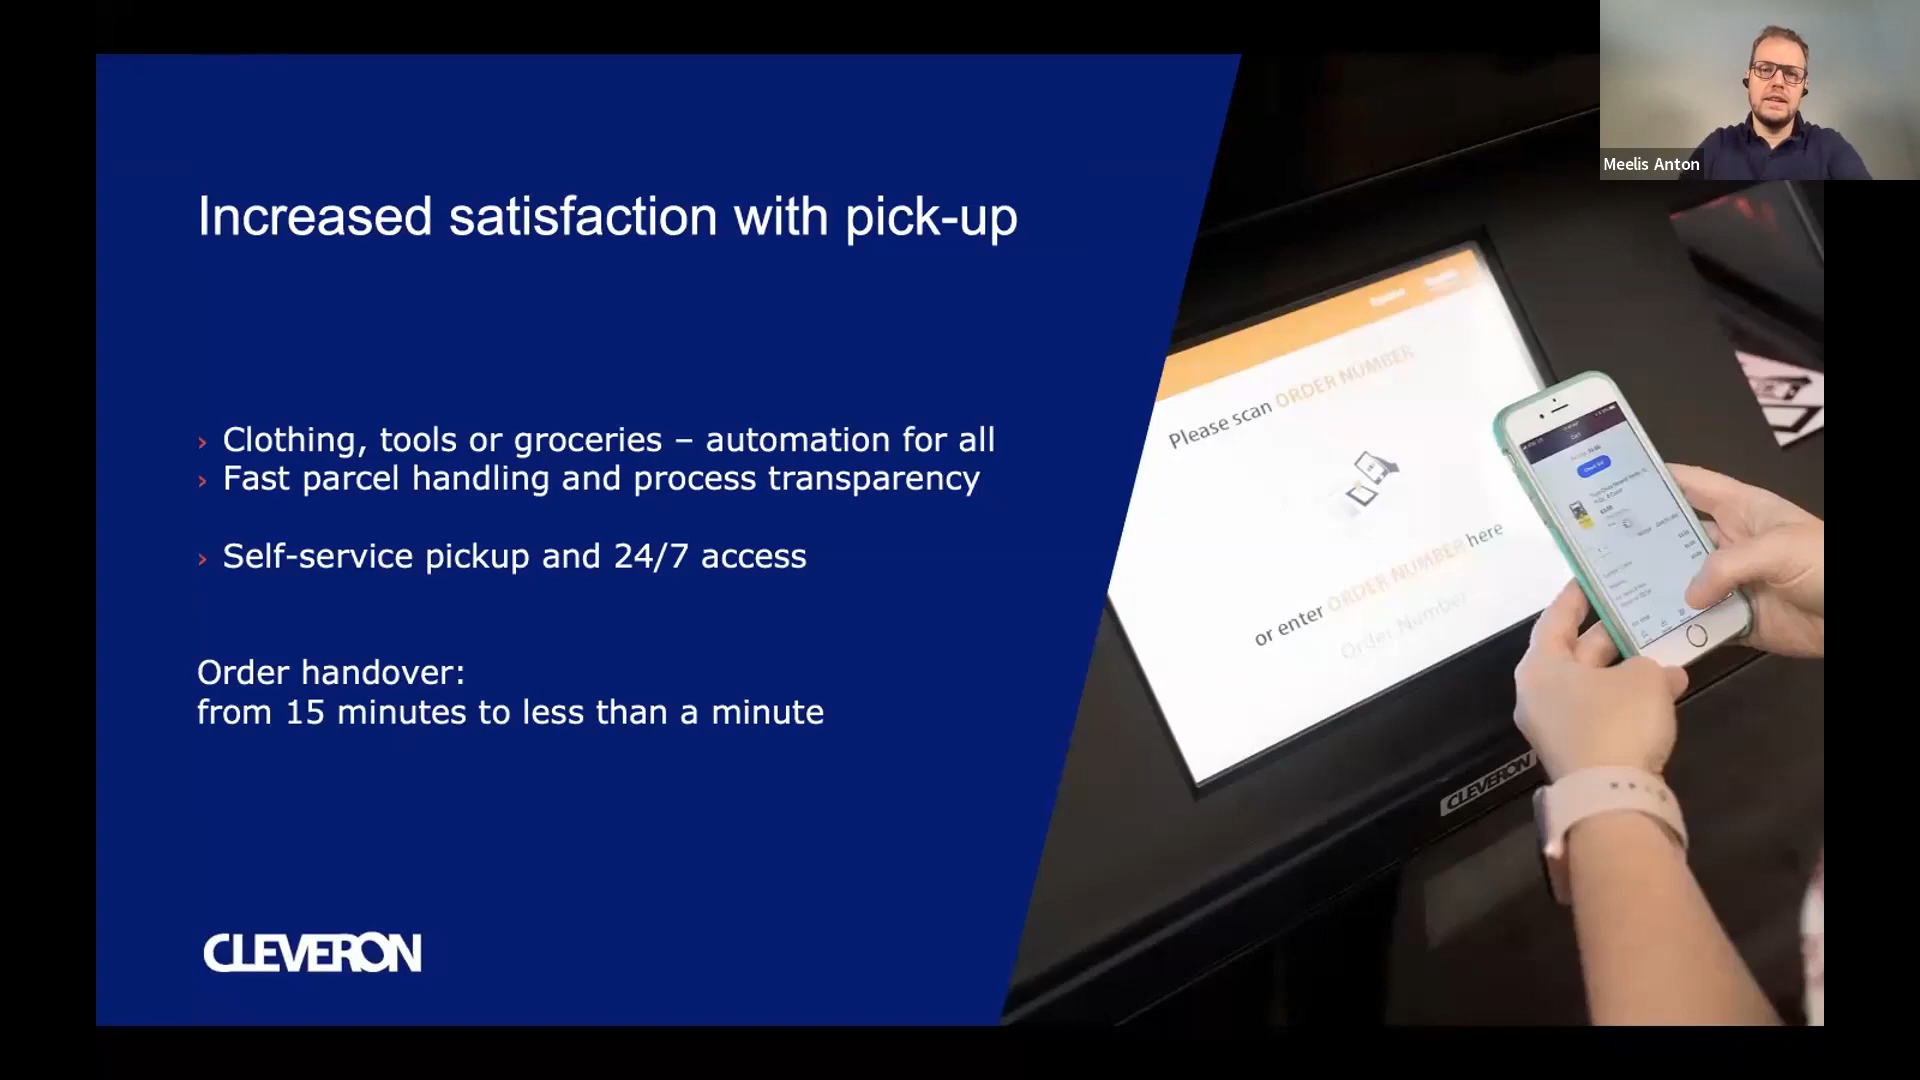 Meelis Anton
Increased satisfaction with pick-up
› Clothing, tools or groceries – automation for all
› Fast parcel handling and process transparency
› Self-service pickup and 24/7 access
Order handover:
from 15 minutes to less than a minute
CLEVERON
Please scan ORDER NUMBER
or enter ORDER NUMBER here
Order Number
CLEVERON